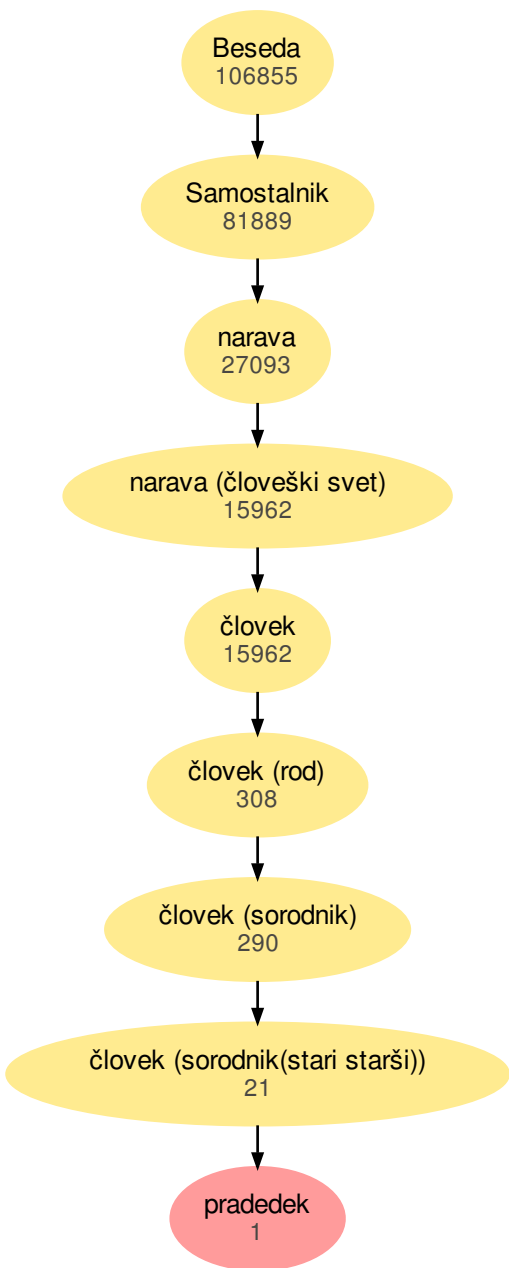 Beseda
106855
Samostalnik
81889
narava
27093
narava (človeški svet)
15962
človek
15962
človek (rod)
308
človek (sorodnik)
290
človek (sorodnik(stari starši))
21
pradedek
1